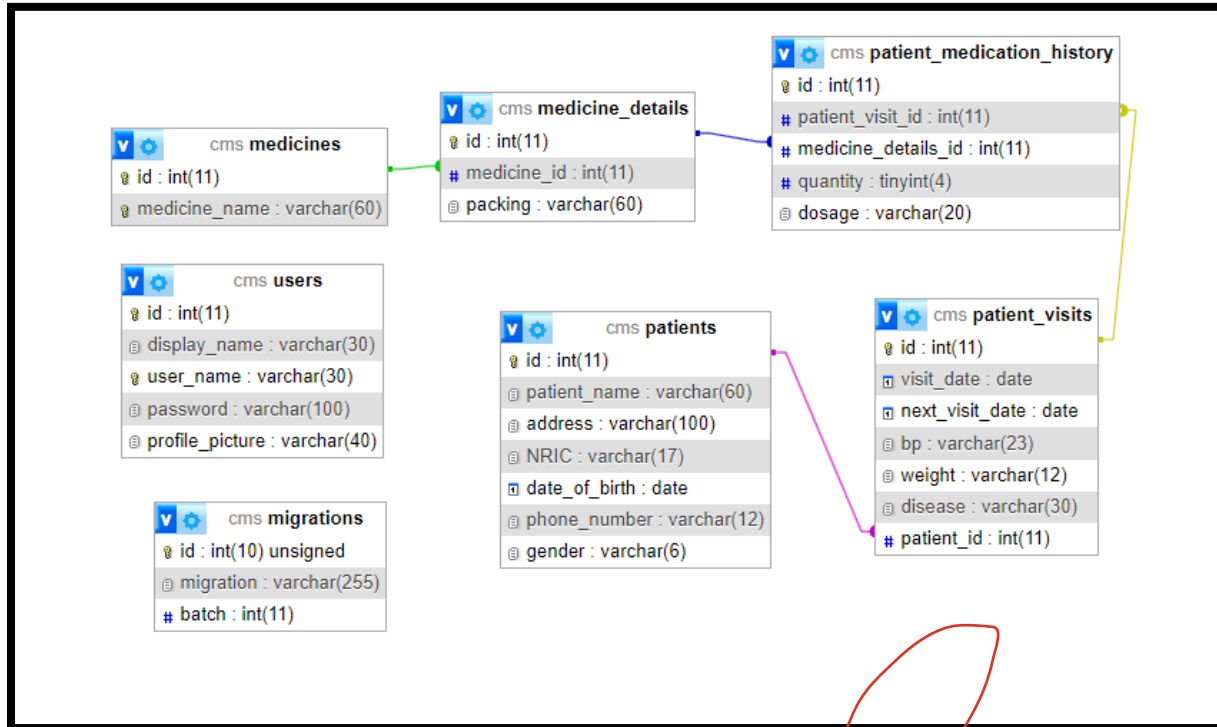 v cms medicines
id : int(11)
medicine_name : varchar(60)
v cms medicine_details
id : int(11)
# medicine_id : int(11)
packing : varchar(60)
v cms patient_medication_history
id : int(11)
# patient_visit_id : int(11)
# medicine_details_id : int(11)
# quantity : tinyint(4)
dosage : varchar(20)
v cms users
id : int(11)
display_name : varchar(30)
user_name : varchar(30)
password : varchar(100)
profile_picture : varchar(40)
v cms patients
id : int(11)
patient_name : varchar(60)
address : varchar(100)
NRIC : varchar(17)
date_of_birth : date
phone_number : varchar(12)
gender : varchar(6)
v cms patient_visits
id : int(11)
visit_date : date
next_visit_date : date
bp : varchar(23)
weight : varchar(12)
disease : varchar(30)
# patient_id : int(11)
v cms migrations
id : int(10) unsigned
migration : varchar(255)
# batch : int(11)